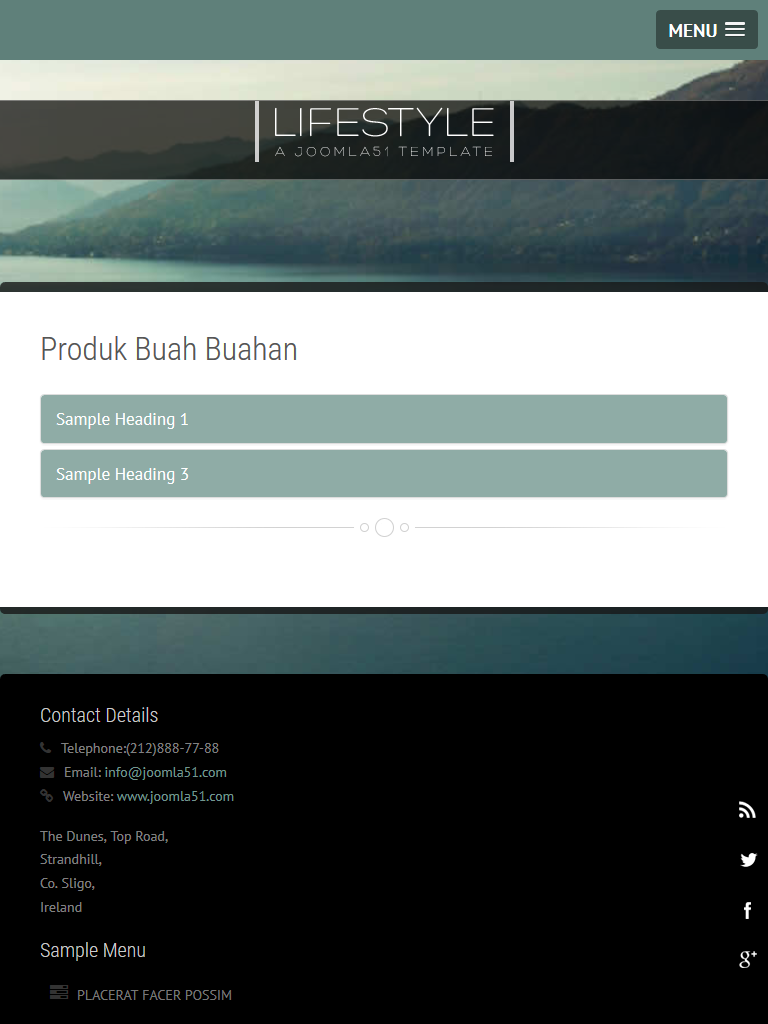 MENU
LIFESTYLE
A JOOMLA51 TEMPLATE
Produk Buah Buahan
Sample Heading 1
Sample Heading 3
Contact Details
Telephone:(212)888-77-88
Email: info@joomla51.com
Website: www.joomla51.com
The Dunes, Top Road,
Strandhill,
Co. Sligo,
Ireland
Sample Menu
PLACERAT FACER POSSIM